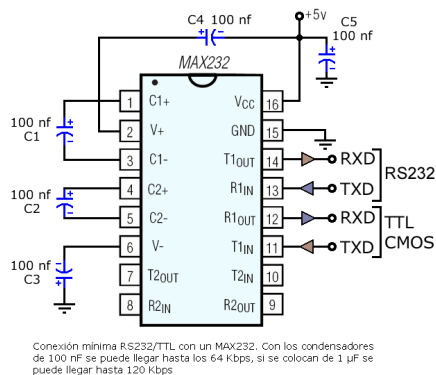 C4 100 nf
+5v
C5
100 nf
MAX232
1 C1+ VCC 16
100 nf
C1
2 V+ GND 15
3 C1- T1OUT 14 RXD
RS232
4 C2+ R1IN 13 TXD
100 nf
C2
5 C2- R1OUT 12 RXD
TTL
CMOS
6 V- T1IN 11 TXD
100 nf
C3
7 T2OUT T2IN 10
8 R2IN R2OUT 9
Conexión mínima RS232/TTL con un MAX232. Con los condensadores
de 100 nF se puede llegar hasta los 64 Kbps, si se colocan de 1 µF se
puede llegar hasta 120 Kbps